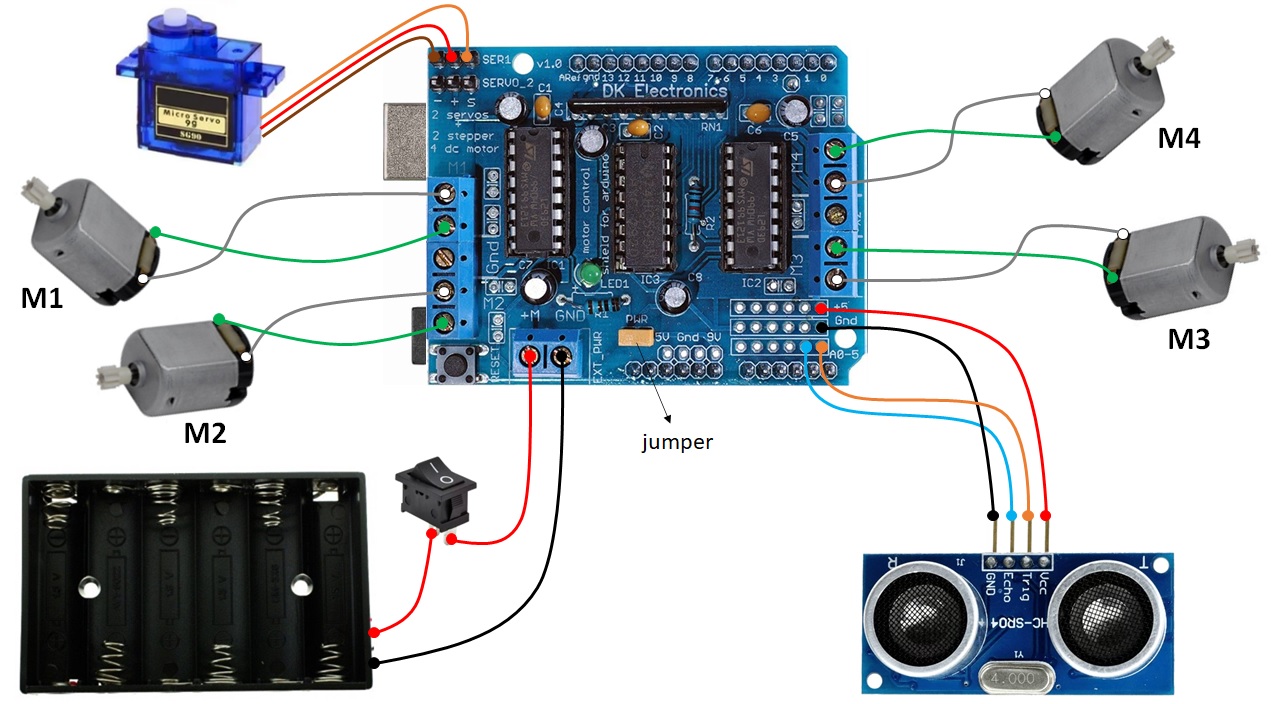 SER1
v1.0
SERVO_2
- + S
2 servos
2 stepper
4 dc motor
ARef gnd 13 12 11 10 9 8 7 6 5 4 3 1 0
DK Electronics
C1
C4
C3
C2
RN1
C6
C5
Micro Servo
9g
SG90
M1
Gnd
M2
M4
M3
R2
motor control
shield for arduino
C7
IC1
IC3
C8
IC2
LED1
+M
GND
EXT_PWR
PWR
RESET
5V Gnd 9V
+5
Gnd
A0-5
M1
M2
M4
M3
jumper
GND
Echo
Trig
Vcc
R
J1
T
HC-SR04
Y1
4.000